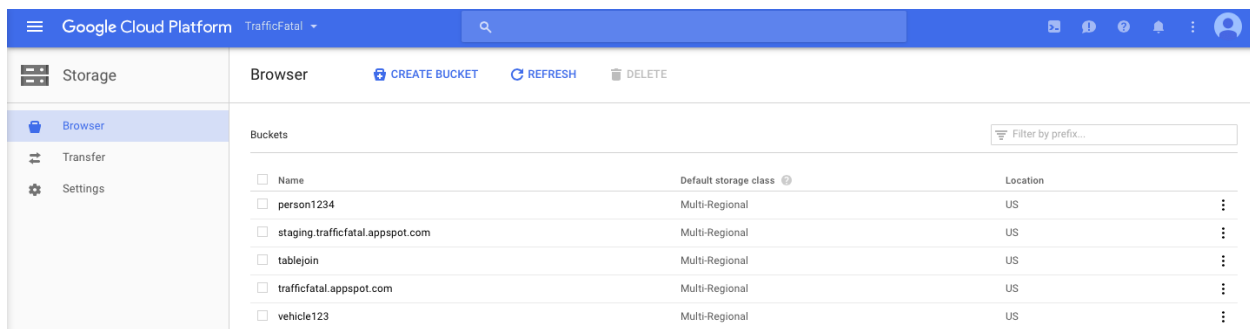 Google Cloud Platform TrafficFatal
Storage
Browser CREATE BUCKET REFRESH DELETE
Browser
Transfer
Settings
Buckets Filter by prefix...
Name Default storage class Location
person1234 Multi-Regional US
staging.trafficfatal.appspot.com Multi-Regional US
tablejoin Multi-Regional US
trafficfatal.appspot.com Multi-Regional US
vehicle123 Multi-Regional US